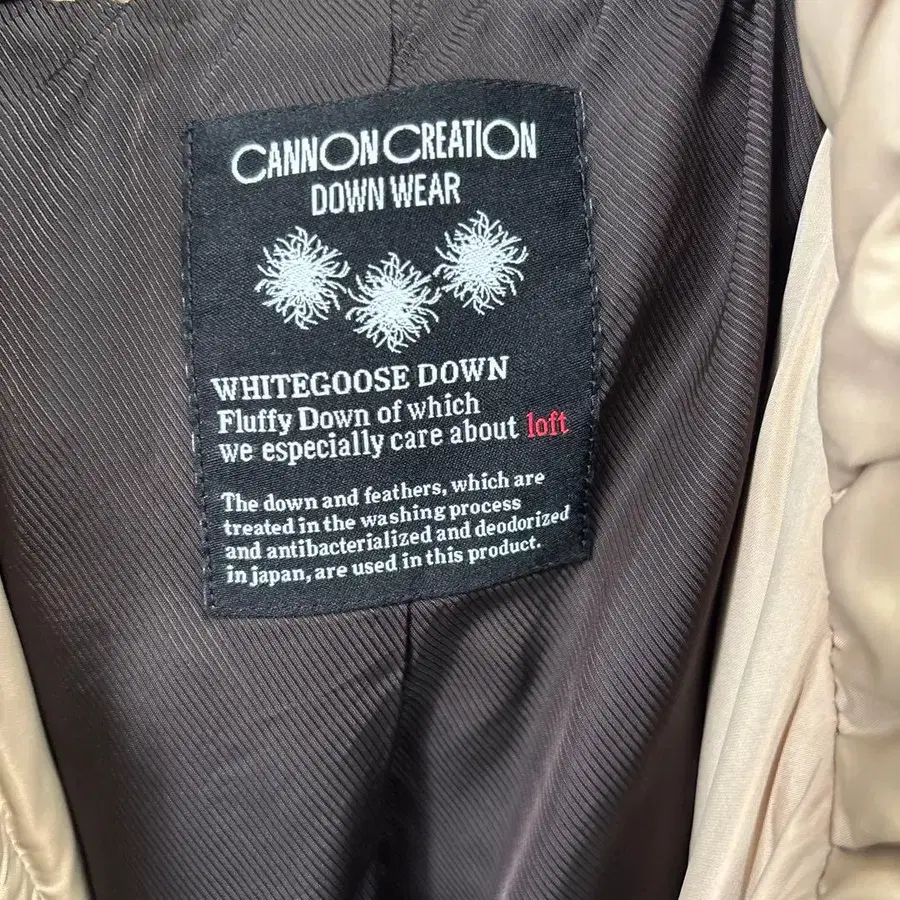 CANNON CREATION
DOWN WEAR
WHITEGOOSE DOWN
Fluffy Down of which
we especially care about loft
The down and feathers, which are
treated in the washing process
and antibacterialized and deodorized
in japan, are used in this product.